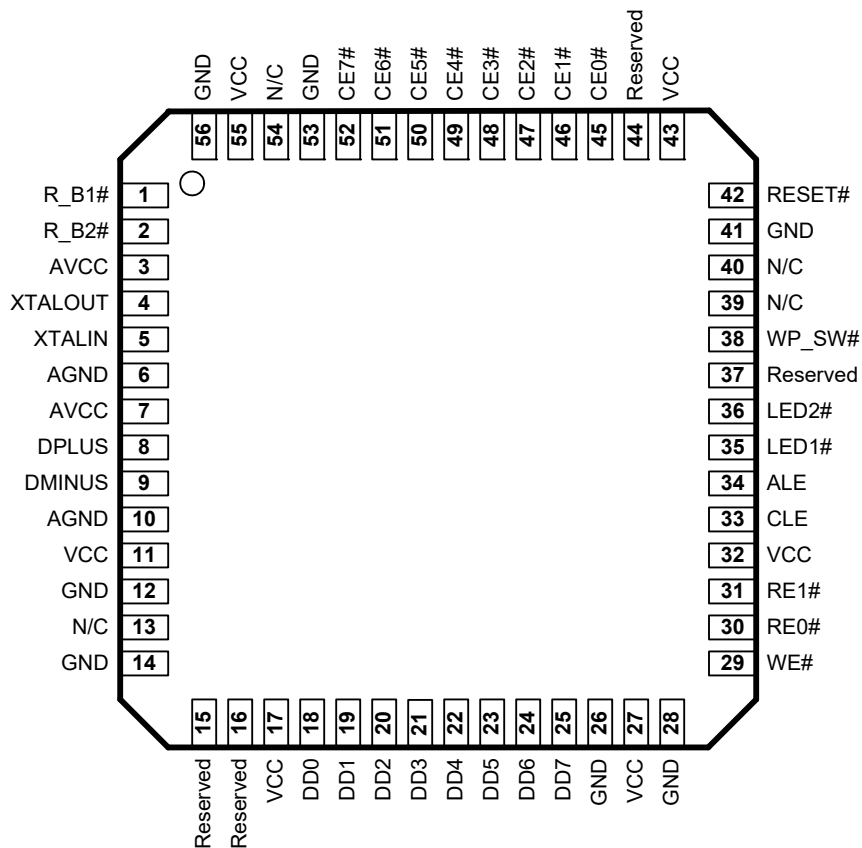 GND
VCC
N/C
GND
CE7#
CE6#
CE5#
CE4#
CE3#
CE2#
CE1#
CE0#
Reserved
VCC
56
55
54
53
52
51
50
49
48
47
46
45
44
43
R_B1# 1
R_B2# 2
AVCC 3
XTALOUT 4
XTALIN 5
AGND 6
AVCC 7
DPLUS 8
DMINUS 9
AGND 10
VCC 11
GND 12
N/C 13
GND 14
42 RESET#
41 GND
40 N/C
39 N/C
38 WP_SW#
37 Reserved
36 LED2#
35 LED1#
34 ALE
33 CLE
32 VCC
31 RE1#
30 RE0#
29 WE#
15
16
17
18
19
20
21
22
23
24
25
26
27
28
Reserved
Reserved
VCC
DD0
DD1
DD2
DD3
DD4
DD5
DD6
DD7
GND
VCC
GND